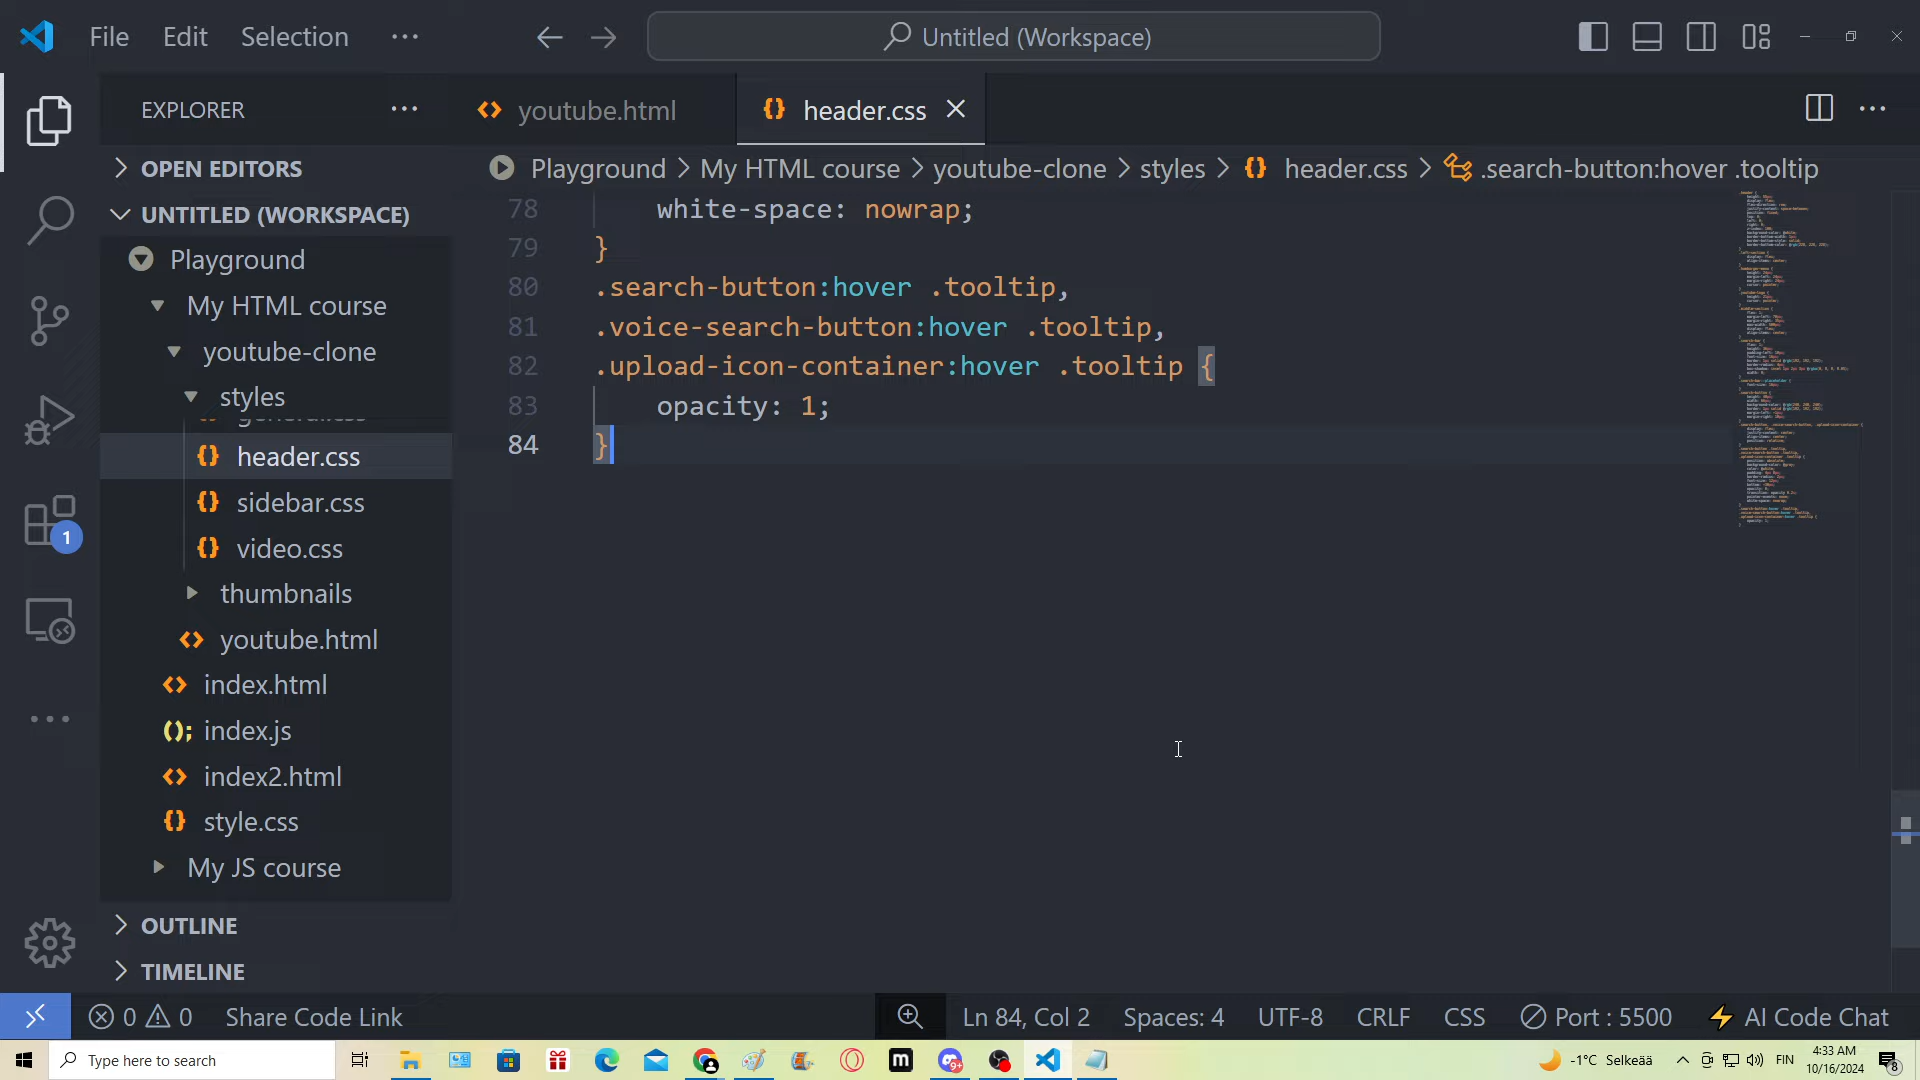 File Edit Selection ···
Untitled (Workspace)
EXPLORER ···
youtube.html
header.css
OPEN EDITORS
Playground > My HTML course > youtube-clone > styles > {} header.css > .search-button:hover .tooltip
UNTITLED (WORKSPACE)
Playground
My HTML course
youtube-clone
styles
{} header.css
{} sidebar.css
{} video.css
thumbnails
<> youtube.html
<> index.html
(); index.js
<> index2.html
{} style.css
My JS course
OUTLINE
TIMELINE
1
78 white-space: nowrap;
79 }
80 .search-button:hover .tooltip,
81 .voice-search-button:hover .tooltip,
82 .upload-icon-container:hover .tooltip {
83 opacity: 1;
84 }
0 0 Share Code Link
Ln 84, Col 2 Spaces: 4 UTF-8 CRLF CSS Port : 5500 AI Code Chat
Type here to search
-1°C Selkeää
FIN
4:33 AM
10/16/2024
8